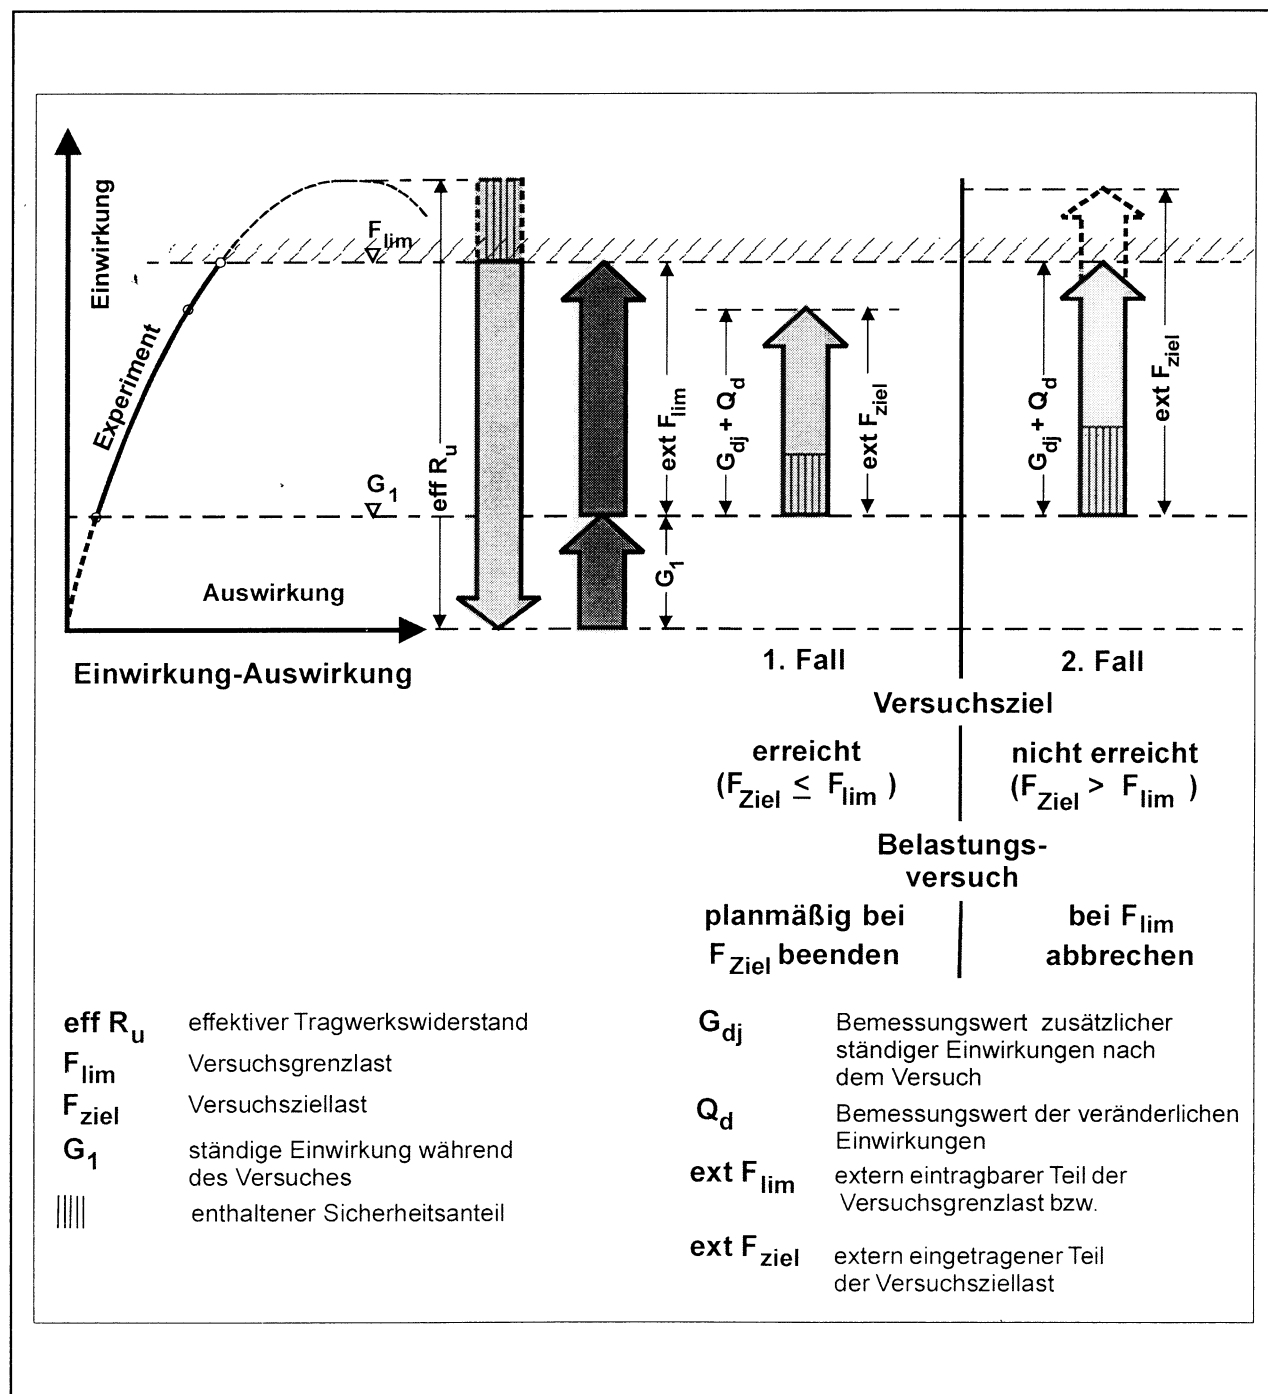 Einwirkung
F_lim
Experiment
G_1
Auswirkung
Einwirkung-Auswirkung
eff R_u
ext F_lim
G_1
G_dj + Q_d
ext F_ziel
G_dj + Q_d
ext F_ziel
1. Fall
2. Fall
Versuchsziel
erreicht
(F_Ziel ≤ F_lim )
nicht erreicht
(F_Ziel > F_lim )
Belastungs-
versuch
planmäßig bei
F_Ziel beenden
bei F_lim
abbrechen
eff R_u effektiver Tragwerkswiderstand
F_lim Versuchsgrenzlast
F_ziel Versuchsziellast
G_1 ständige Einwirkung während
des Versuches
enthaltener Sicherheitsanteil
G_dj Bemessungswert zusätzlicher
ständiger Einwirkungen nach
dem Versuch
Q_d Bemessungswert der veränderlichen
Einwirkungen
ext F_lim extern eintragbarer Teil der
Versuchsgrenzlast bzw.
ext F_ziel extern eingetragener Teil
der Versuchsziellast